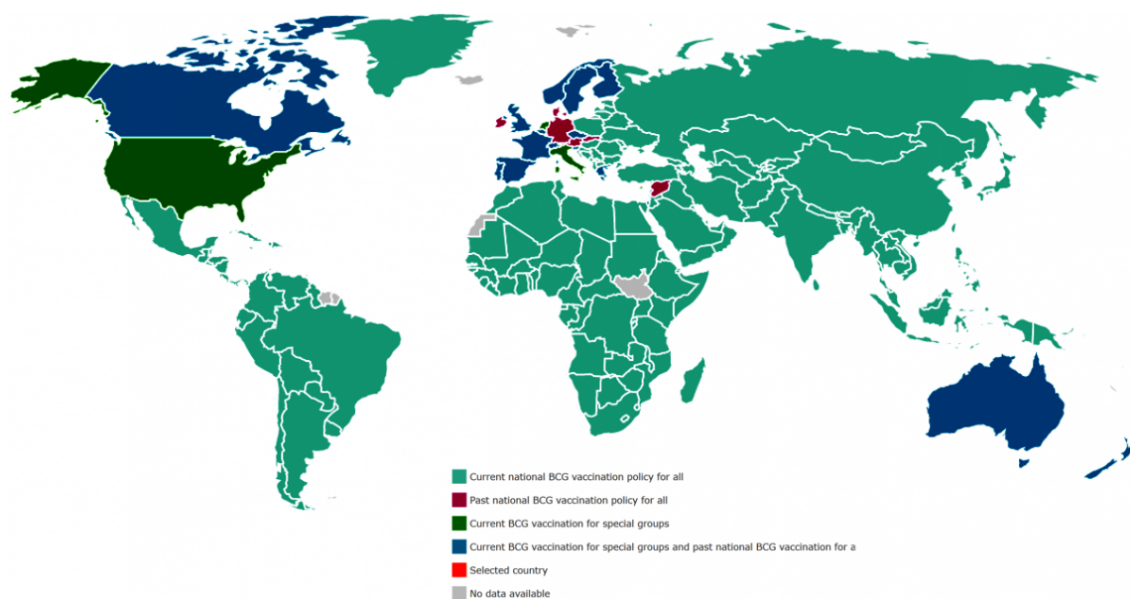 Current national BCG vaccination policy for all
Past national BCG vaccination policy for all
Current BCG vaccination for special groups
Current BCG vaccination for special groups and past national BCG vaccination for a
Selected country
No data available